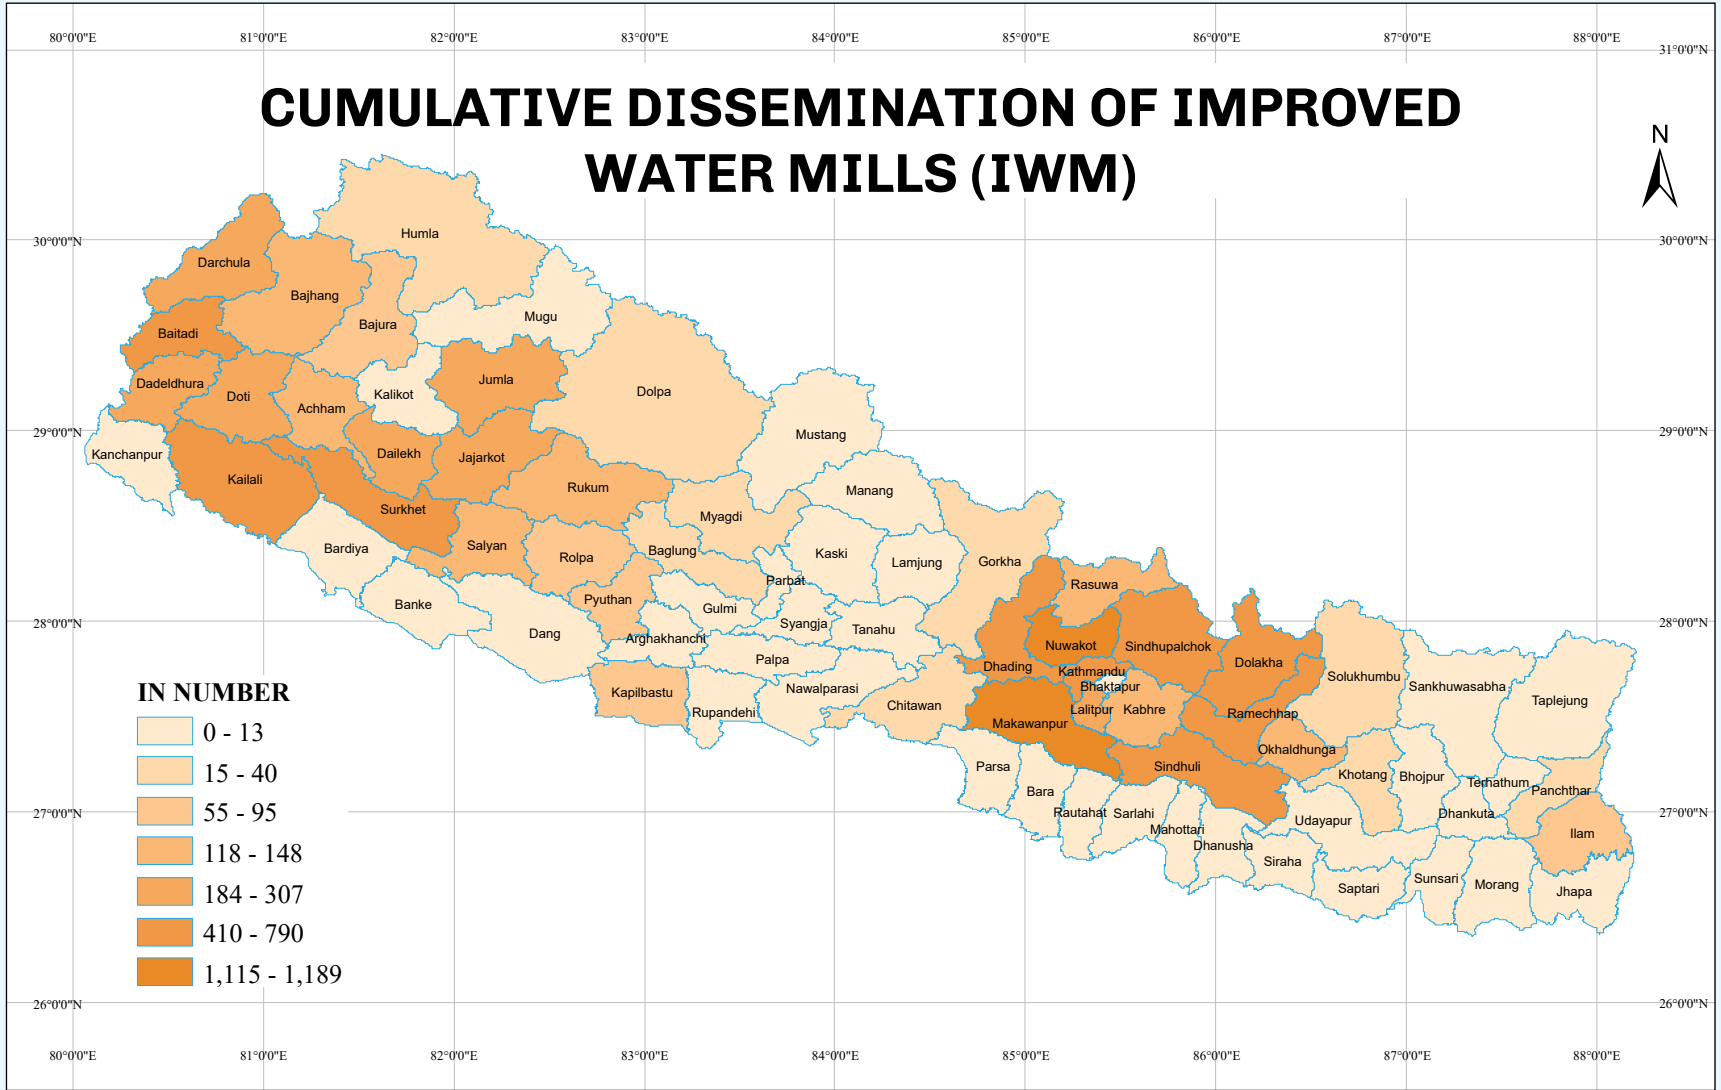 80°0'0"E 81°0'0"E 82°0'0"E 83°0'0"E 84°0'0"E 85°0'0"E 86°0'0"E 87°0'0"E 88°0'0"E
31°0'0"N
CUMULATIVE DISSEMINATION OF IMPROVED
WATER MILLS (IWM)
N
30°0'0"N 30°0'0"N
Humla
Darchula
Bajhang
Mugu
Bajura
Baitadi
Jumla
Dadeldhura
Dolpa
Kalikot
Doti
Achham
29°0'0"N 29°0'0"N
Mustang
Kanchanpur
Dailekh
Jajarkot
Kailali
Rukum
Manang
Surkhet
Myagdi
Salyan
Bardiya
Baglung
Kaski
Rolpa
Gorkha
Lamjung
Parbat
Rasuwa
Pyuthan
Banke
Gulmi
28°0'0"N 28°0'0"N
Syangja
Tanahu
Dang
Arghakhanchi
Nuwakot
Sindhupalchok
Palpa
Dolakha
Dhading
Kathmandu
Solukhumbu
Bhaktapur
Sankhuwasabha
Nawalparasi
Kapilbastu
Taplejung
Chitawan
Lalitpur
Kabhre
Rupandehi
Ramechhap
Makawanpur
Okhaldhunga
Parsa
Sindhuli
Khotang
Bhojpur
Terhathum
Bara
Panchthar
27°0'0"N 27°0'0"N
Rautahat
Sarlahi
Dhankuta
Udayapur
Mahottari
Ilam
Dhanusha
Siraha
Sunsari
Morang
Saptari
Jhapa
IN NUMBER
0 - 13
15 - 40
55 - 95
118 - 148
184 - 307
410 - 790
1,115 - 1,189
26°0'0"N 26°0'0"N
80°0'0"E 81°0'0"E 82°0'0"E 83°0'0"E 84°0'0"E 85°0'0"E 86°0'0"E 87°0'0"E 88°0'0"E